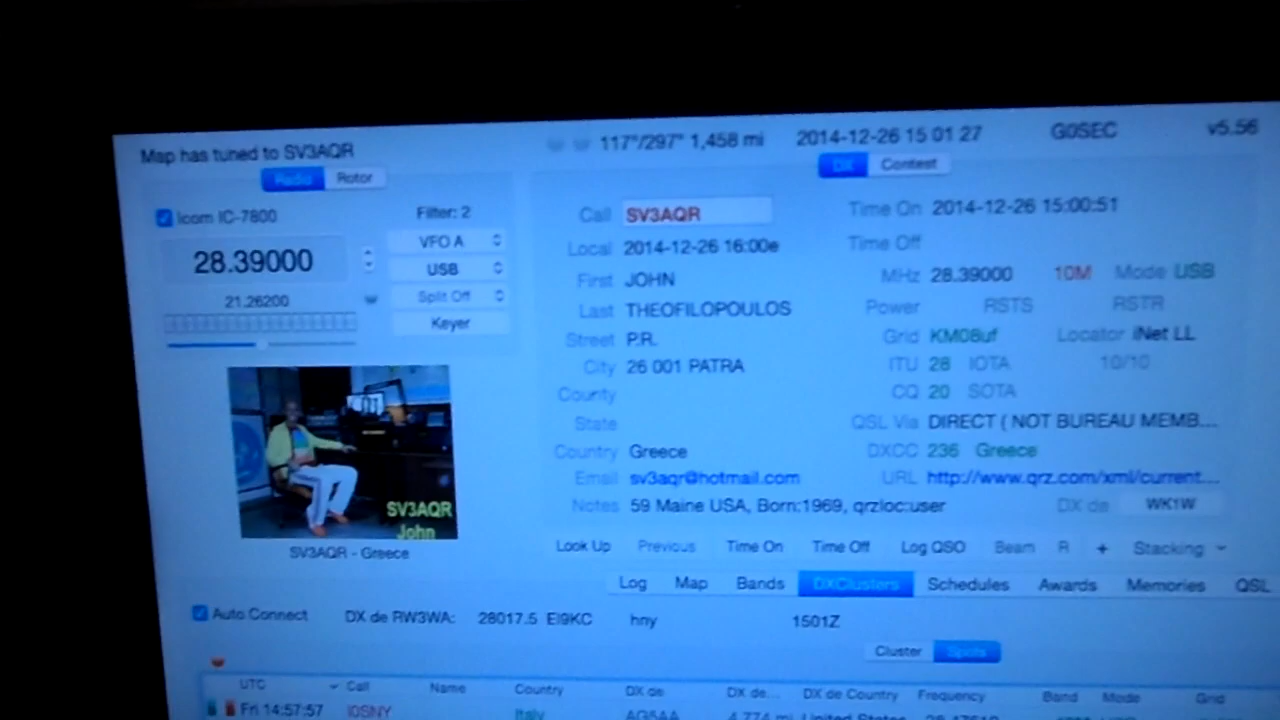 Map has tuned to SV3AQR 117°/297° 1,458 mi 2014-12-26 15 01 27 G0SEC v5.56
Radio Rotor DX Contest
Icom IC-7800 Filter: 2
28.39000 VFO A
21.26200 USB
Split Off
Keyer
Call SV3AQR Time On 2014-12-26 15:00:51
Local 2014-12-26 16:00e Time Off
First JOHN MHz 28.39000 10M Mode USB
Last THEOFILOPOULOS Power RSTS RSTR
Street P.R. Grid KM08uf Locator iNet LL
City 26 001 PATRA ITU 28 IOTA 10/10
County CQ 20 SOTA
State QSL Via DIRECT ( NOT BUREAU MEMB...
Country Greece DXCC 236 Greece
Email sv3aqr@hotmail.com URL http://www.qrz.com/xml/current...
Notes 59 Maine USA, Born:1969, qrzloc:user DX de WK1W
SV3AQR
John
SV3AQR - Greece
Look Up Previous Time On Time Off Log QSO Beam R + Stacking
Log Map Bands DXClusters Schedules Awards Memories QSL
Auto Connect DX de RW3WA: 28017.5 EI9KC hny 1501Z
Cluster Spots
UTC Call Name Country DX de DX de... DX de Country Frequency Band Mode Grid
Fri 14:57:57 I0SNY Italy AG5AA 4,774 mi United States